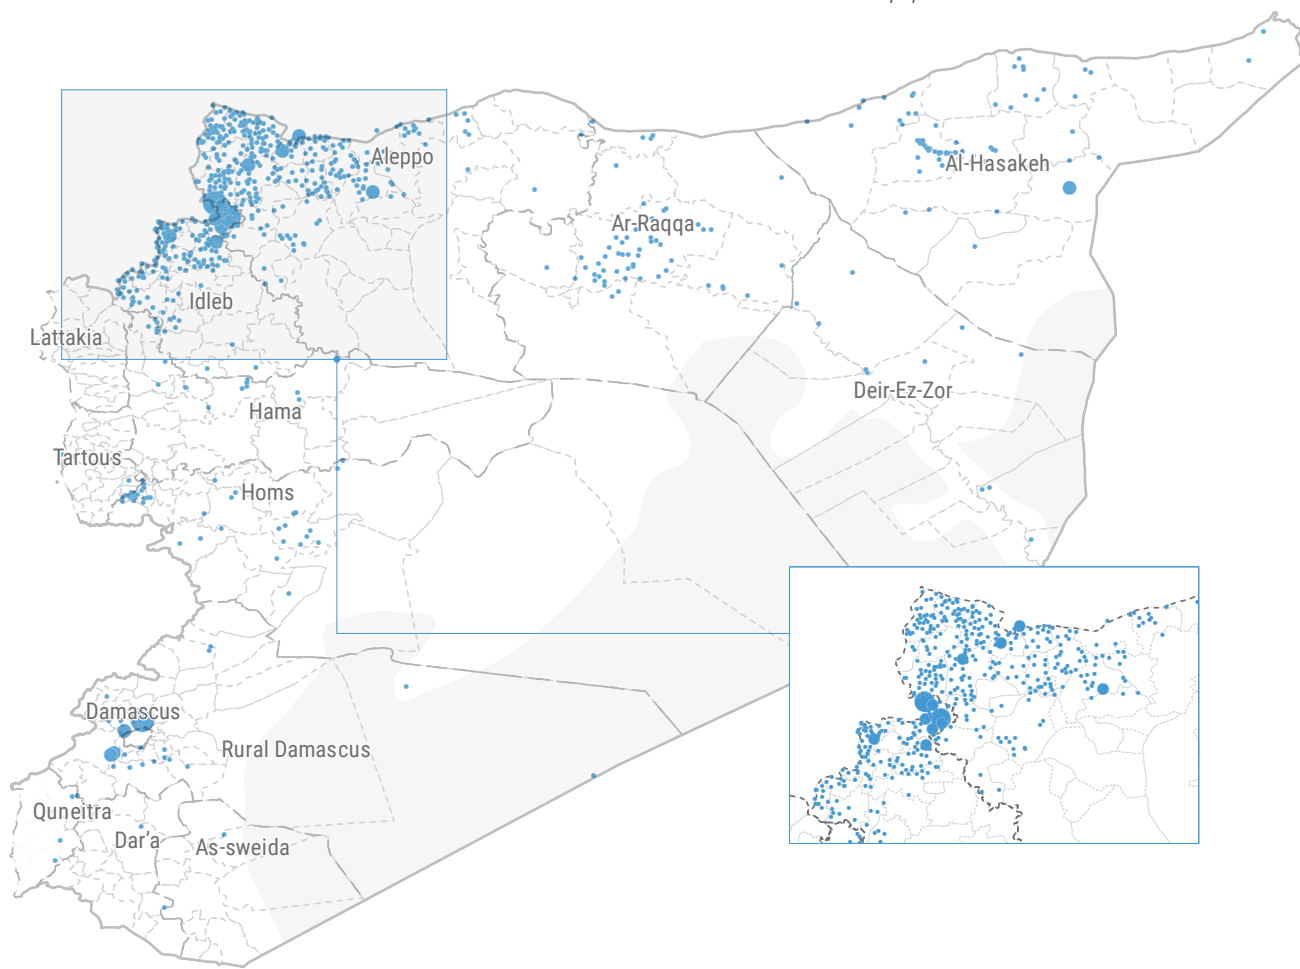 Aleppo
Al-Hasakeh
Ar-Raqqa
Idleb
Lattakia
Deir-Ez-Zor
Hama
Tartous
Homs
Damascus
Rural Damascus
Quneitra
Dar'a
As-sweida